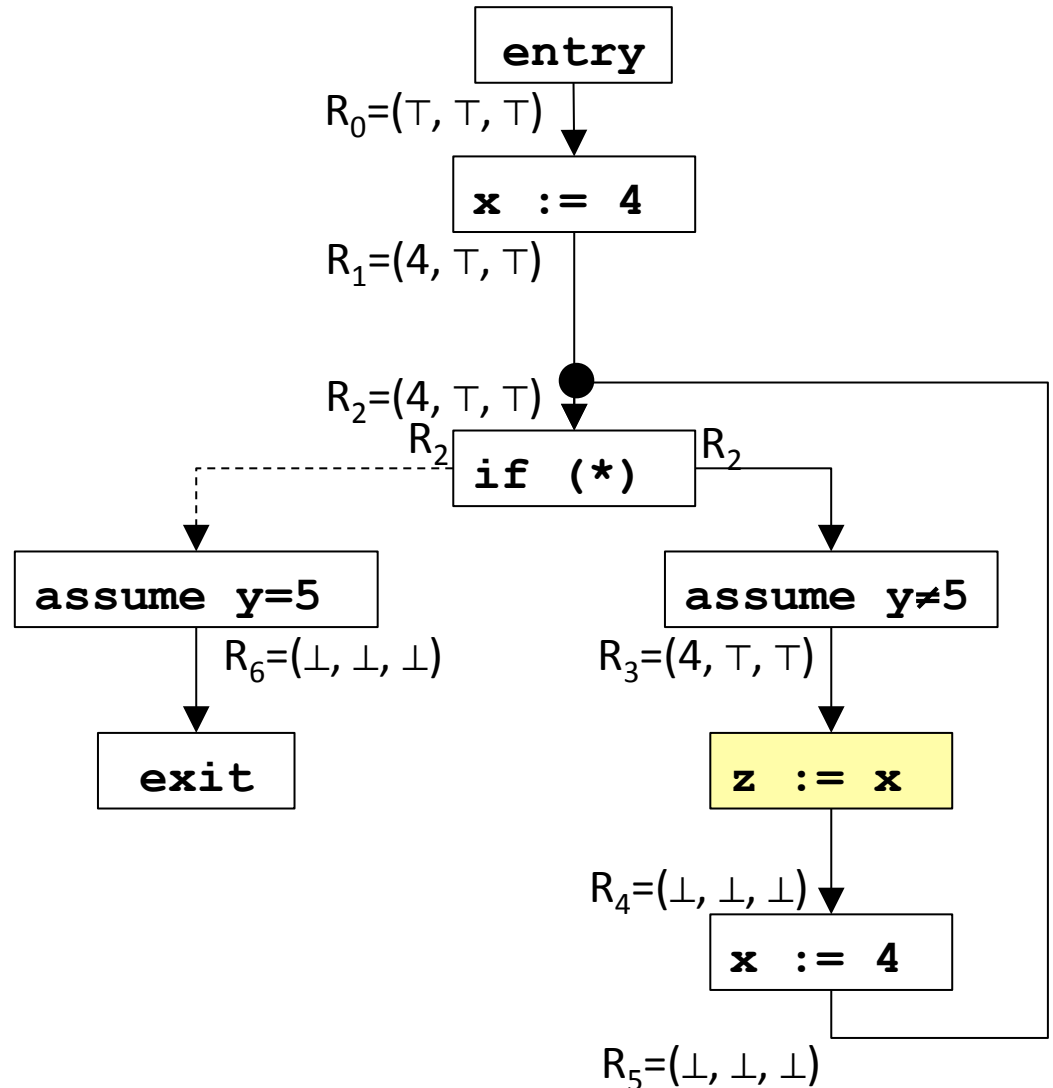 entry
R₀=(⊤, ⊤, ⊤)
x := 4
R₁=(4, ⊤, ⊤)
R₂=(4, ⊤, ⊤)
R₂
if (*)
R₂
assume y=5
assume y≠5
R₆=(⊥, ⊥, ⊥)
R₃=(4, ⊤, ⊤)
exit
z := x
R₄=(⊥, ⊥, ⊥)
x := 4
R₅=(⊥, ⊥, ⊥)